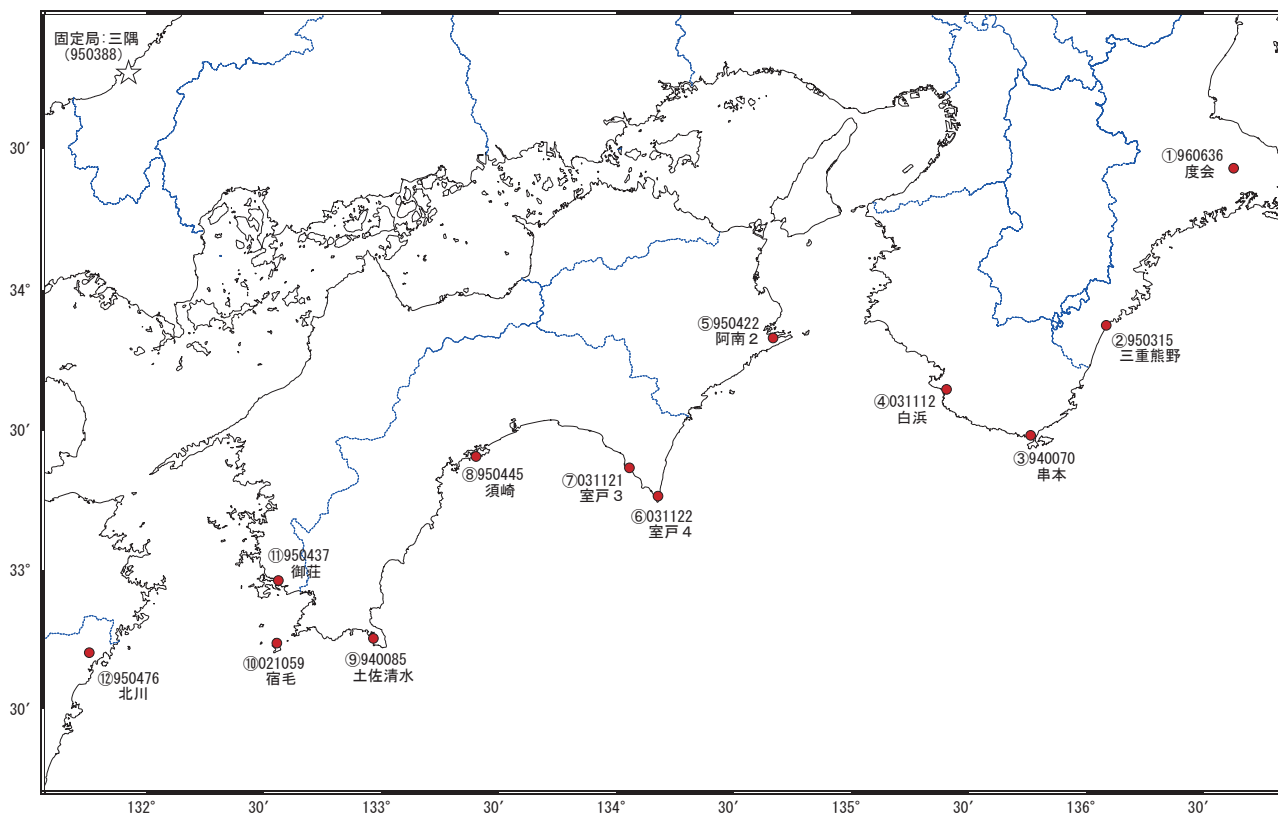 固定局:三隅
(950388)
30′
①960636
度会
34°
⑤950422
阿南２
②950315
三重熊野
④031112
白浜
30′
③940070
串本
⑧950445
須崎
⑦031121
室戸３
⑥031122
室戸４
⑪950437
御荘
33°
⑩021059
宿毛
⑨940085
土佐清水
⑫950476
北川
30′
132°
30′
133°
30′
134°
30′
135°
30′
136°
30′